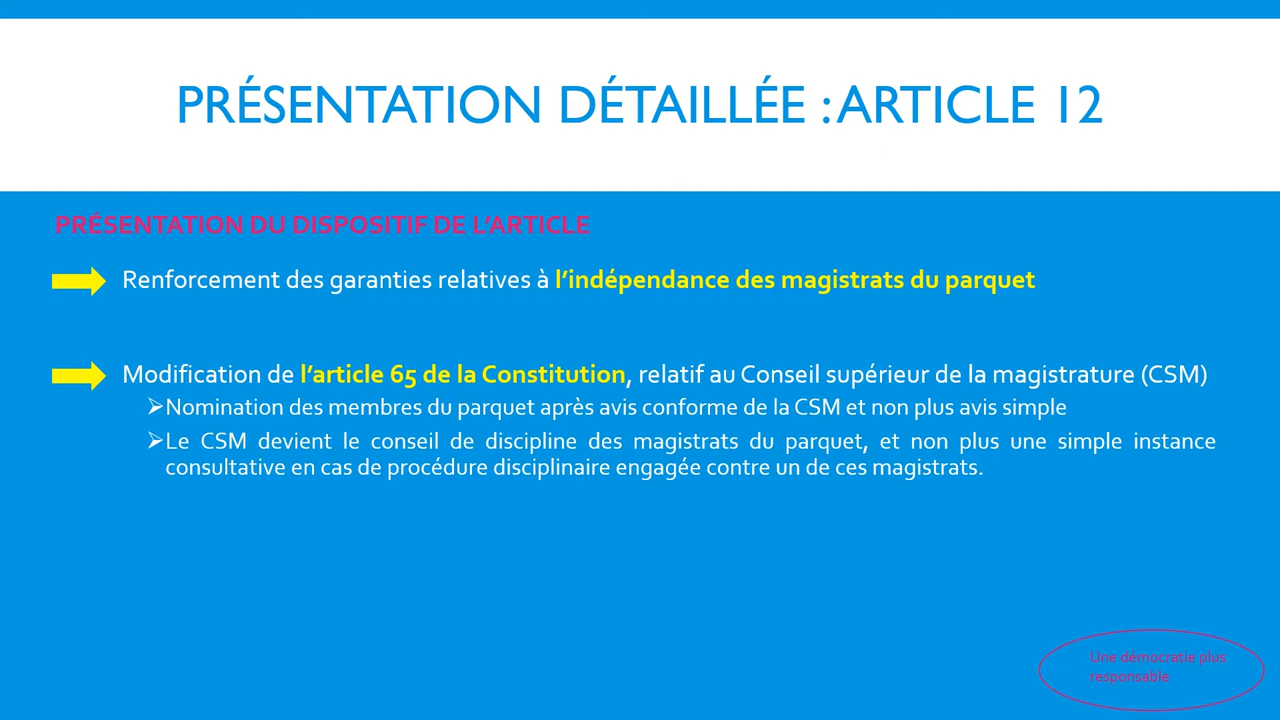 PRÉSENTATION DÉTAILLÉE : ARTICLE 12
PRÉSENTATION DU DISPOSITIF DE L’ARTICLE
Renforcement des garanties relatives à l’indépendance des magistrats du parquet
Modification de l’article 65 de la Constitution, relatif au Conseil supérieur de la magistrature (CSM)
➢Nomination des membres du parquet après avis conforme de la CSM et non plus avis simple
➢Le CSM devient le conseil de discipline des magistrats du parquet, et non plus une simple instance
consultative en cas de procédure disciplinaire engagée contre un de ces magistrats.
Une démocratie plus
responsable